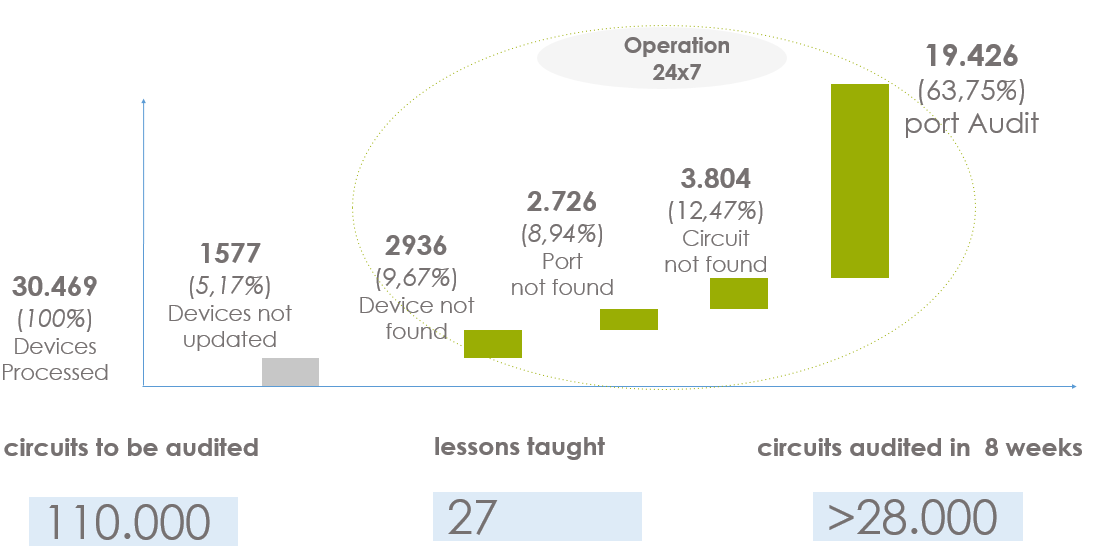 Operation
24x7
19.426
(63,75%)
port Audit
3.804
(12,47%)
Circuit
not found
2.726
(8,94%)
Port
not found
2936
(9,67%)
Device not
found
1577
(5,17%)
Devices not
updated
30.469
(100%)
Devices
Processed
circuits to be audited
110.000
lessons taught
27
circuits audited in 8 weeks
>28.000